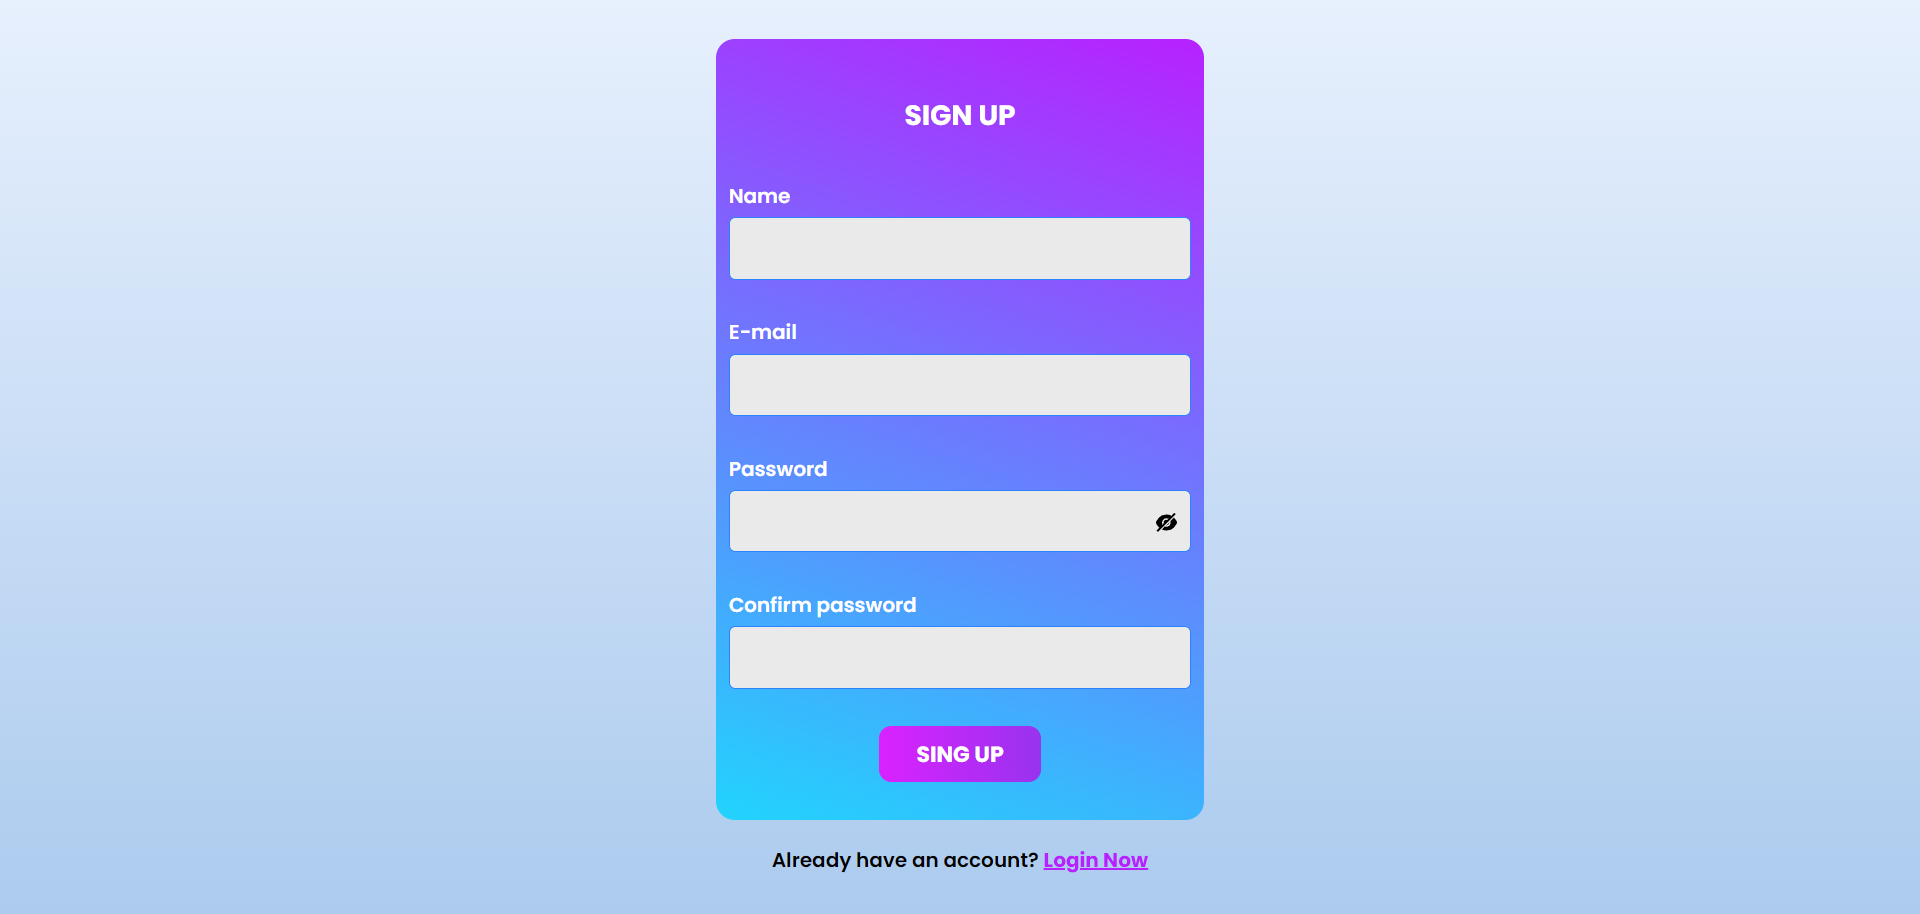 SIGN UP
Name
E-mail
Password
Confirm password
SING UP
Already have an account? Login Now